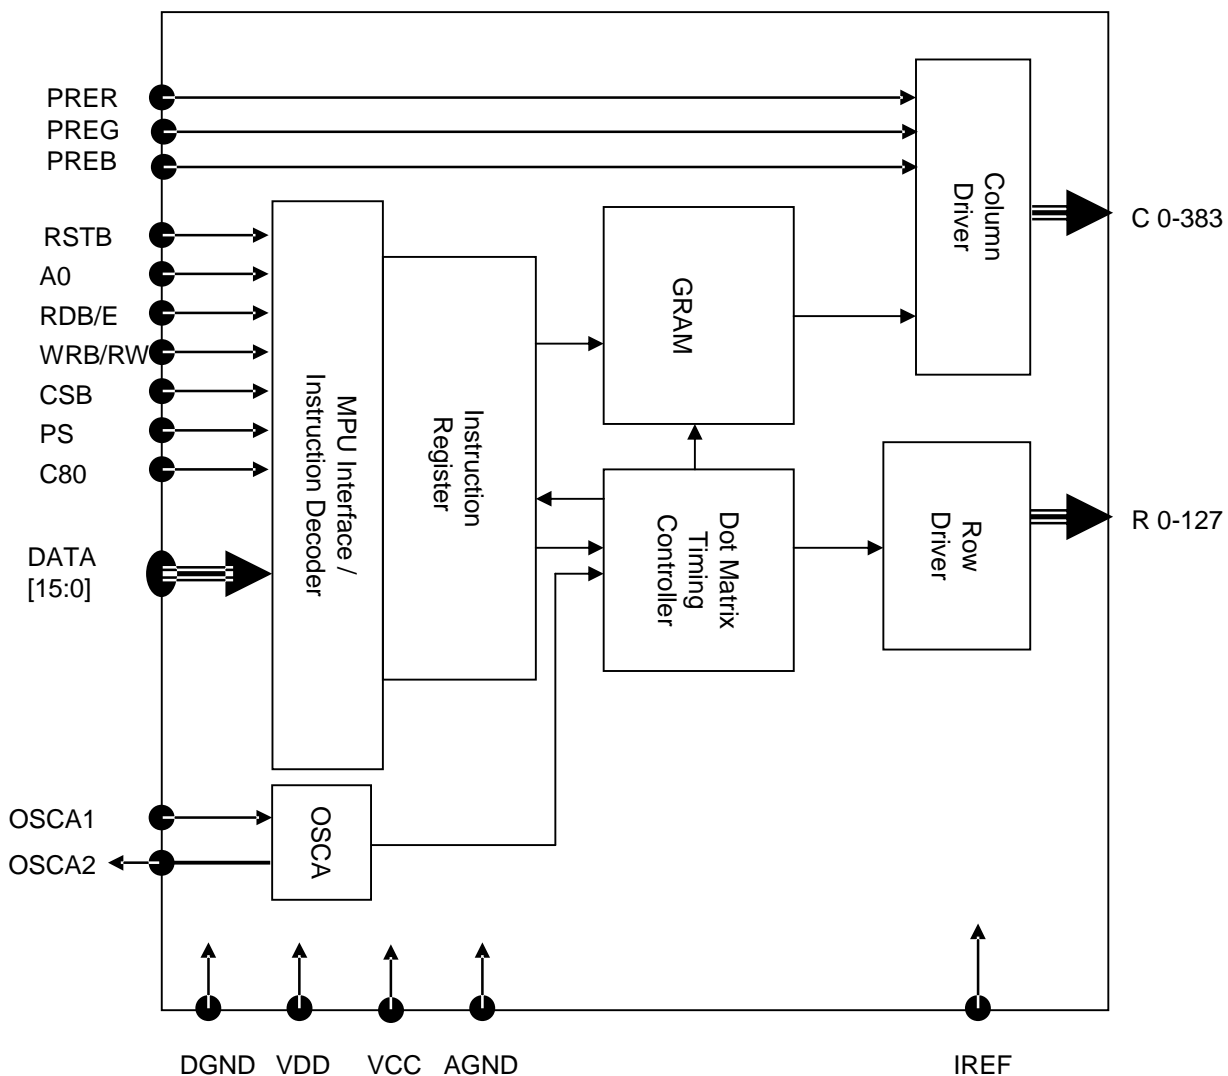 PRER
PREG
PREB
RSTB
A0
RDB/E
WRB/RW
CSB
PS
C80
DATA
[15:0]
OSCA1
OSCA2
MPU Interface /
Instruction Decoder
Instruction
Register
OSCA
GRAM
Dot Matrix
Timing
Controller
Column
Driver
Row
Driver
C 0-383
R 0-127
DGND
VDD
VCC
AGND
IREF